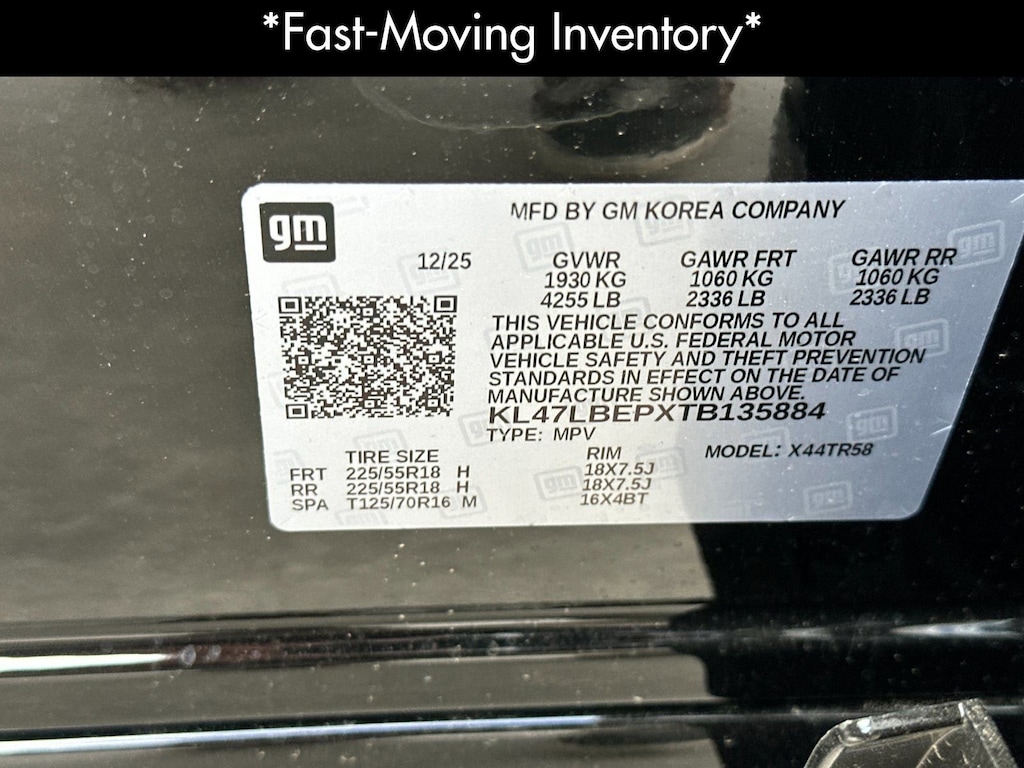 *Fast-Moving Inventory*
gm
MFD BY GM KOREA COMPANY
12/25
GVWR GAWR FRT GAWR RR
1930 KG 1060 KG 1060 KG
4255 LB 2336 LB 2336 LB
THIS VEHICLE CONFORMS TO ALL
APPLICABLE U.S. FEDERAL MOTOR
VEHICLE SAFETY AND THEFT PREVENTION
STANDARDS IN EFFECT ON THE DATE OF
MANUFACTURE SHOWN ABOVE.
KL47LBEPXTB135884
TYPE: MPV
MODEL: X44TR58
TIRE SIZE RIM
FRT 225/55R18 H 18X7.5J
RR 225/55R18 H 18X7.5J
SPA T125/70R16 M 16X4BT